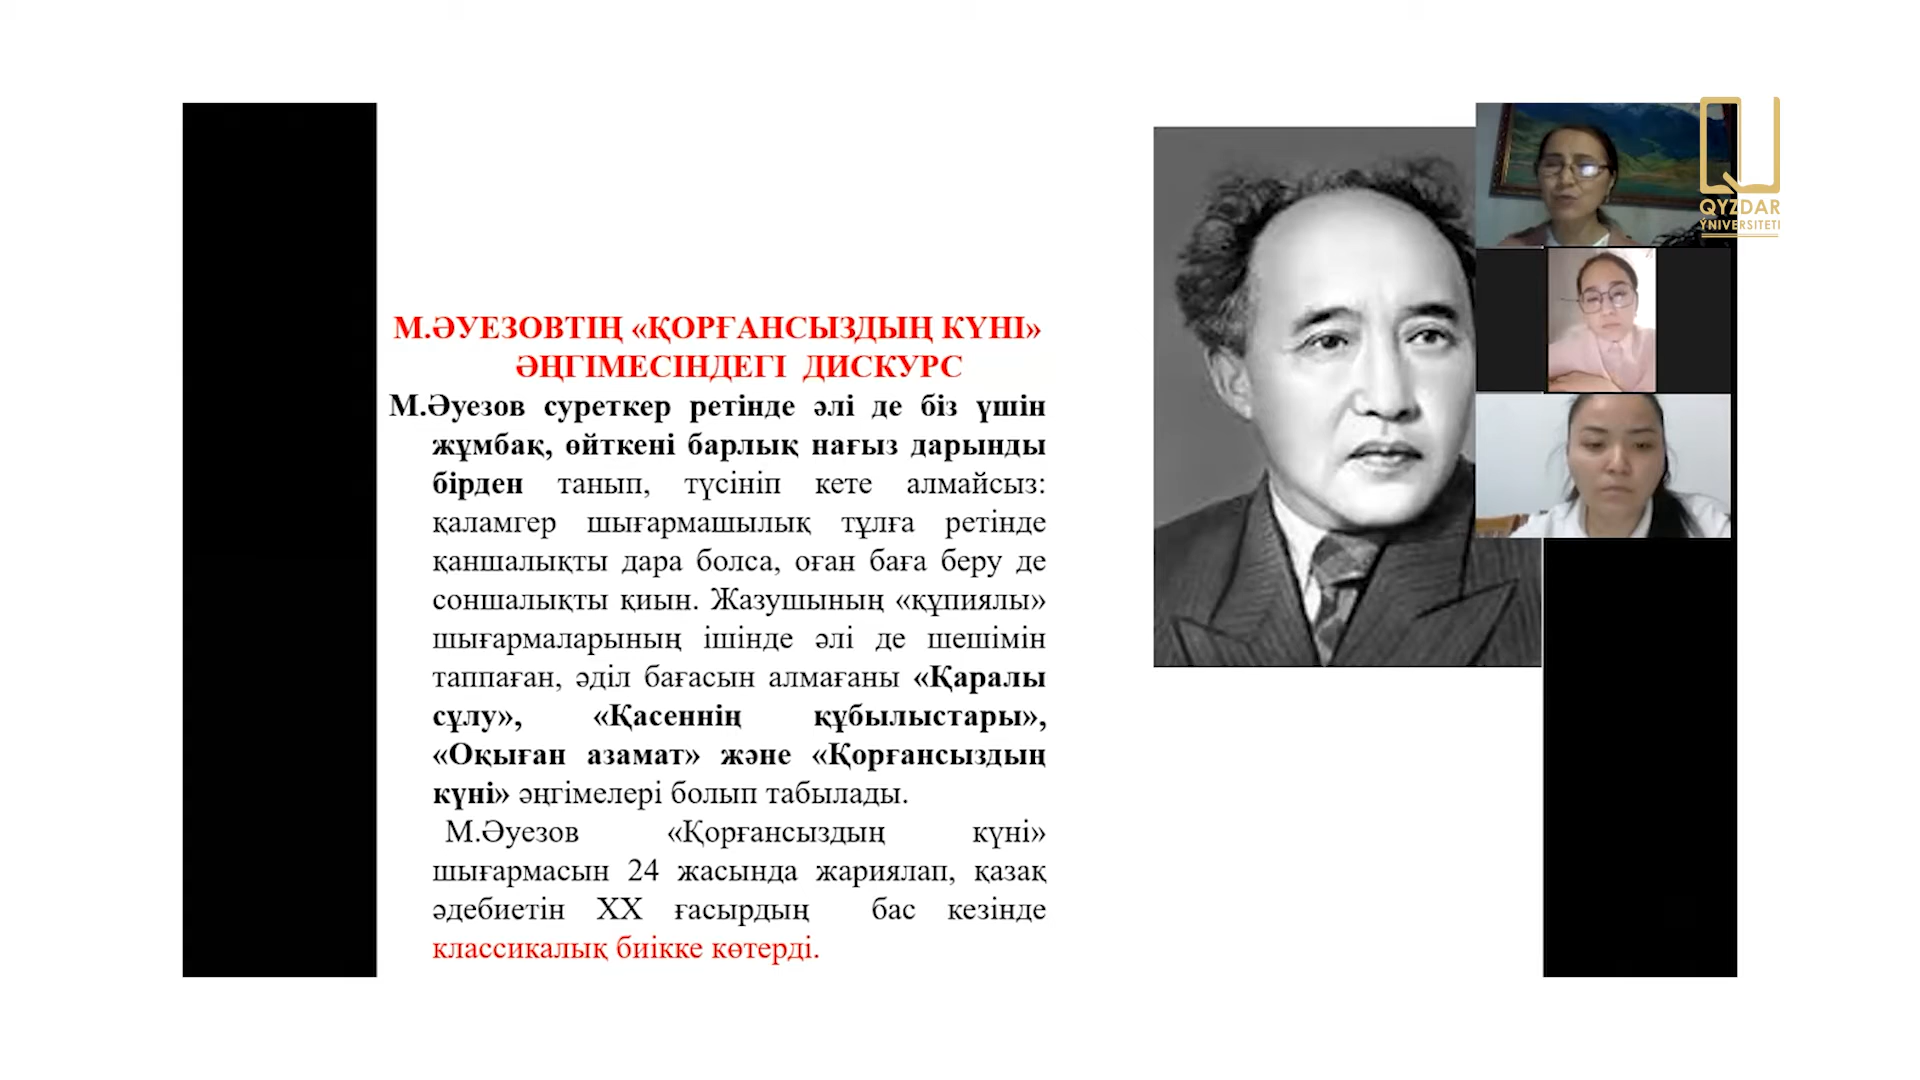 М.ӘУЕЗОВТІҢ «ҚОРҒАНСЫЗДЫҢ КҮНІ»
ӘҢГІМЕСІНДЕГІ ДИСКУРС
М.Әуезов суреткер ретінде әлі де біз үшін
жұмбақ, өйткені барлық нағыз дарынды
бірден танып, түсініп кете алмайсыз:
қаламгер шығармашылық тұлға ретінде
қаншалықты дара болса, оған баға беру де
соншалықты қиын. Жазушының «құпиялы»
шығармаларының ішінде әлі де шешімін
таппаған, әділ бағасын алмағаны «Қаралы
сұлу», «Қасеннің құбылыстары»,
«Оқыған азамат» және «Қорғансыздың
күні» әңгімелері болып табылады.
М.Әуезов «Қорғансыздың күні»
шығармасын 24 жасында жариялап, қазақ
әдебиетін ХХ ғасырдың бас кезінде
классикалық биікке көтерді.
QYZDAR
ÝNIVERSITETI